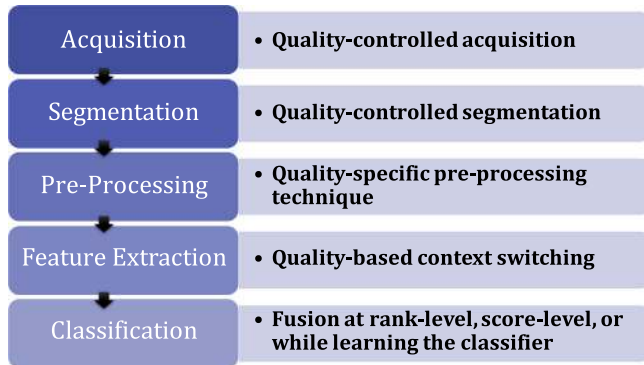 Acquisition
• Quality-controlled acquisition
Segmentation
• Quality-controlled segmentation
Pre-Processing
• Quality-specific pre-processing
technique
Feature Extraction
• Quality-based context switching
Classification
• Fusion at rank-level, score-level, or
while learning the classifier